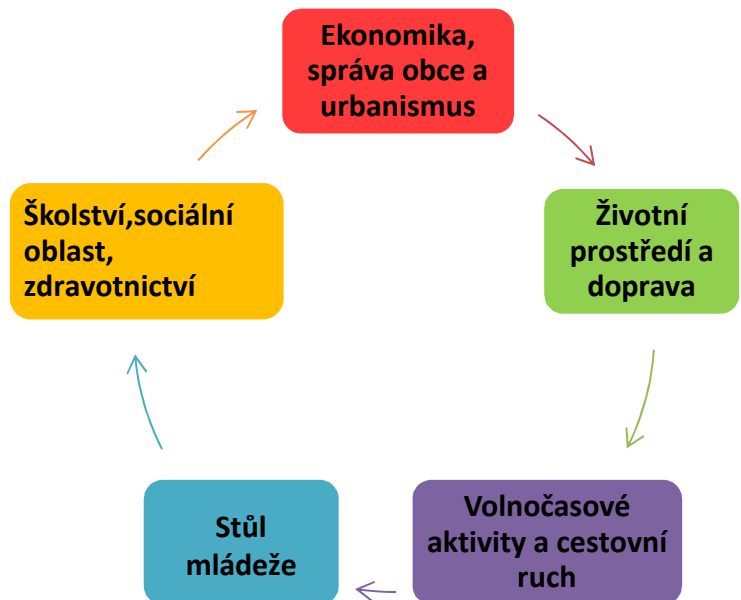 Ekonomika,
správa obce a
urbanismus
Životní
prostředí a
doprava
Volnočasové
aktivity a cestovní
ruch
Stůl
mládeže
Školství,sociální
oblast,
zdravotnictví